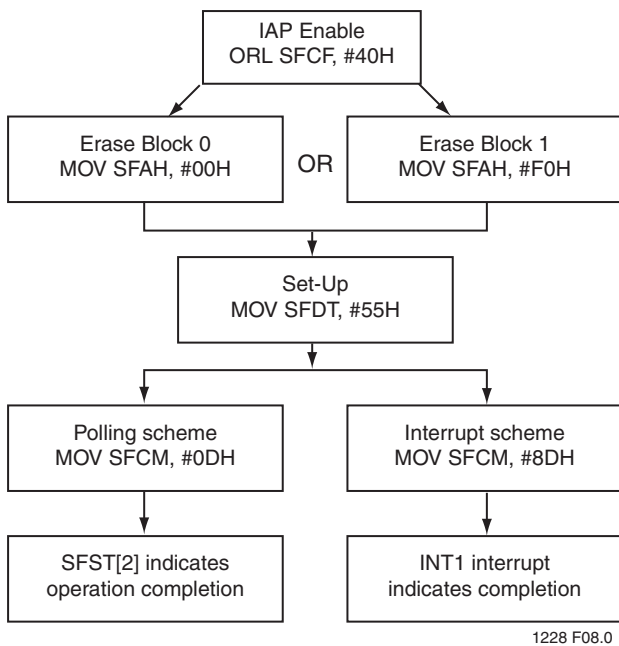 IAP Enable
ORL SFCF, #40H
Erase Block 0
MOV SFAH, #00H
OR
Erase Block 1
MOV SFAH, #F0H
Set-Up
MOV SFDT, #55H
Polling scheme
MOV SFCM, #0DH
Interrupt scheme
MOV SFCM, #8DH
SFST[2] indicates
operation completion
INT1 interrupt
indicates completion
1228 F08.0